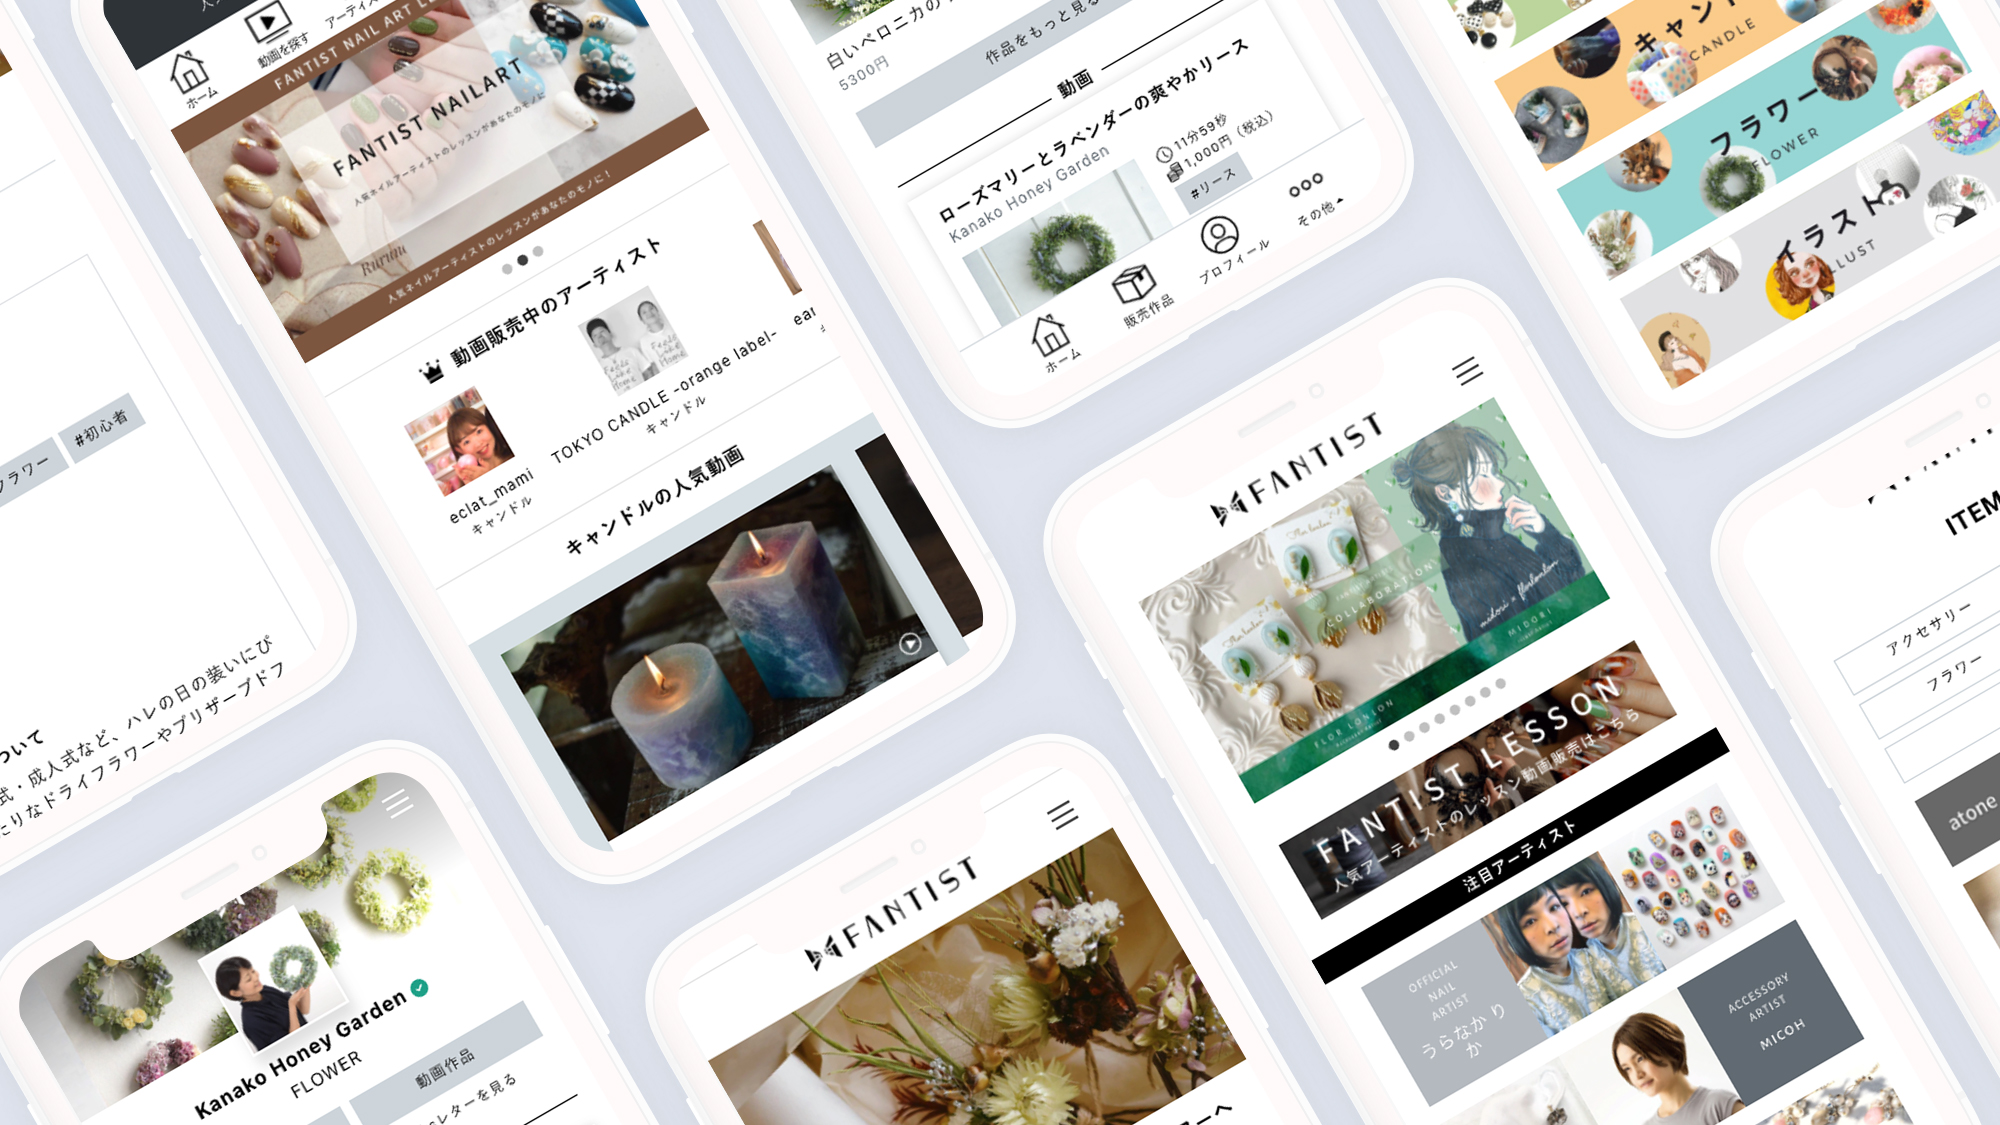 #初心者
フラワー
ついて
式・成人式など、ハレの日の装いにぴ
たりなドライフラワーやプリザーブドフ
ホーム
動画を探す
アーティス
FANTIST NAIL ART LE
FANTIST NAILART
人気ネイルアーティストのレッスンがあなたのモノに
Rurunu
人気ネイルアーティストのレッスンがあなたのモノに!
動画販売中のアーティスト
eclat_mami
キャンドル
TOKYO CANDLE -orange label-
キャンドル
ear
キャンドルの人気動画
白いベロニカの
5300円
作品をもっと見る
動画
ローズマリーとラベンダーの爽やかリース
Kanako Honey Garden
11分59秒
1,000円（税込）
#リース
ホーム
販売作品
プロフィール
その他
キャンド
CANDLE
フラワー
FLOWER
イラスト
ILLUST
Kanako Honey Garden
FLOWER
動画作品
レターを見る
FANTIST
ーへ
FANTIST
COLLABORATION
midori × florlonlon
MIDORI
FLOR LONLON
FANTIST LESSON
人気アーティストのレッスン動画販売はこちら
注目アーティスト
OFFICIAL
NAIL
ARTIST
うらなか り
か
ACCESSORY
ARTIST
MICOH
ITEM
アクセサリー
フラワー
atone